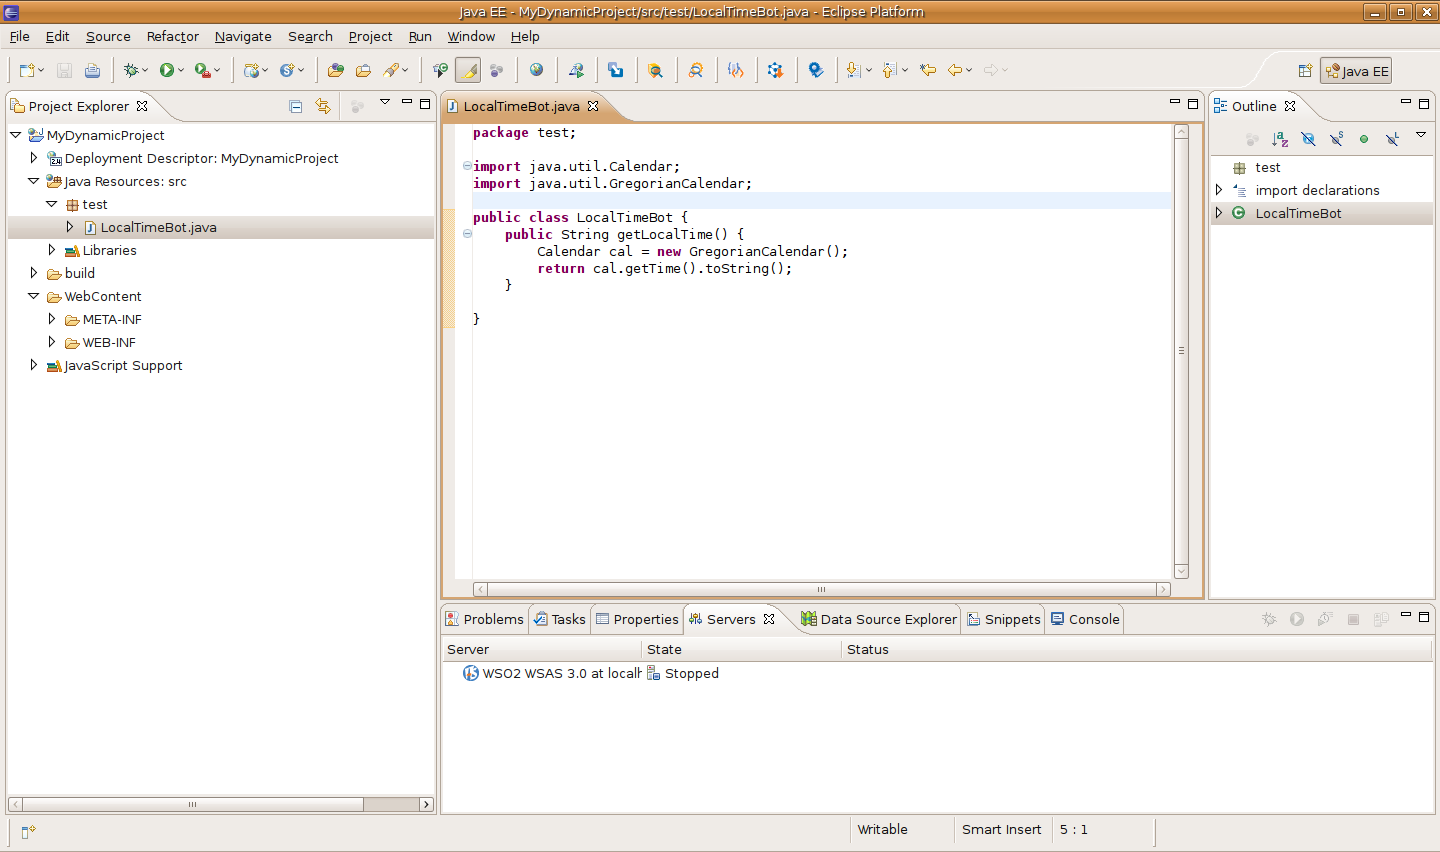 Java EE - MyDynamicProject/src/test/LocalTimeBot.java - Eclipse Platform
File Edit Source Refactor Navigate Search Project Run Window Help
Java EE
Project Explorer
MyDynamicProject
Deployment Descriptor: MyDynamicProject
Java Resources: src
test
LocalTimeBot.java
Libraries
build
WebContent
META-INF
WEB-INF
JavaScript Support
LocalTimeBot.java
package test;
import java.util.Calendar;
import java.util.GregorianCalendar;
public class LocalTimeBot {
public String getLocalTime() {
Calendar cal = new GregorianCalendar();
return cal.getTime().toString();
}
}
Outline
test
import declarations
LocalTimeBot
Problems Tasks Properties Servers Data Source Explorer Snippets Console
Server State Status
WSO2 WSAS 3.0 at localh Stopped
Writable Smart Insert 5 : 1